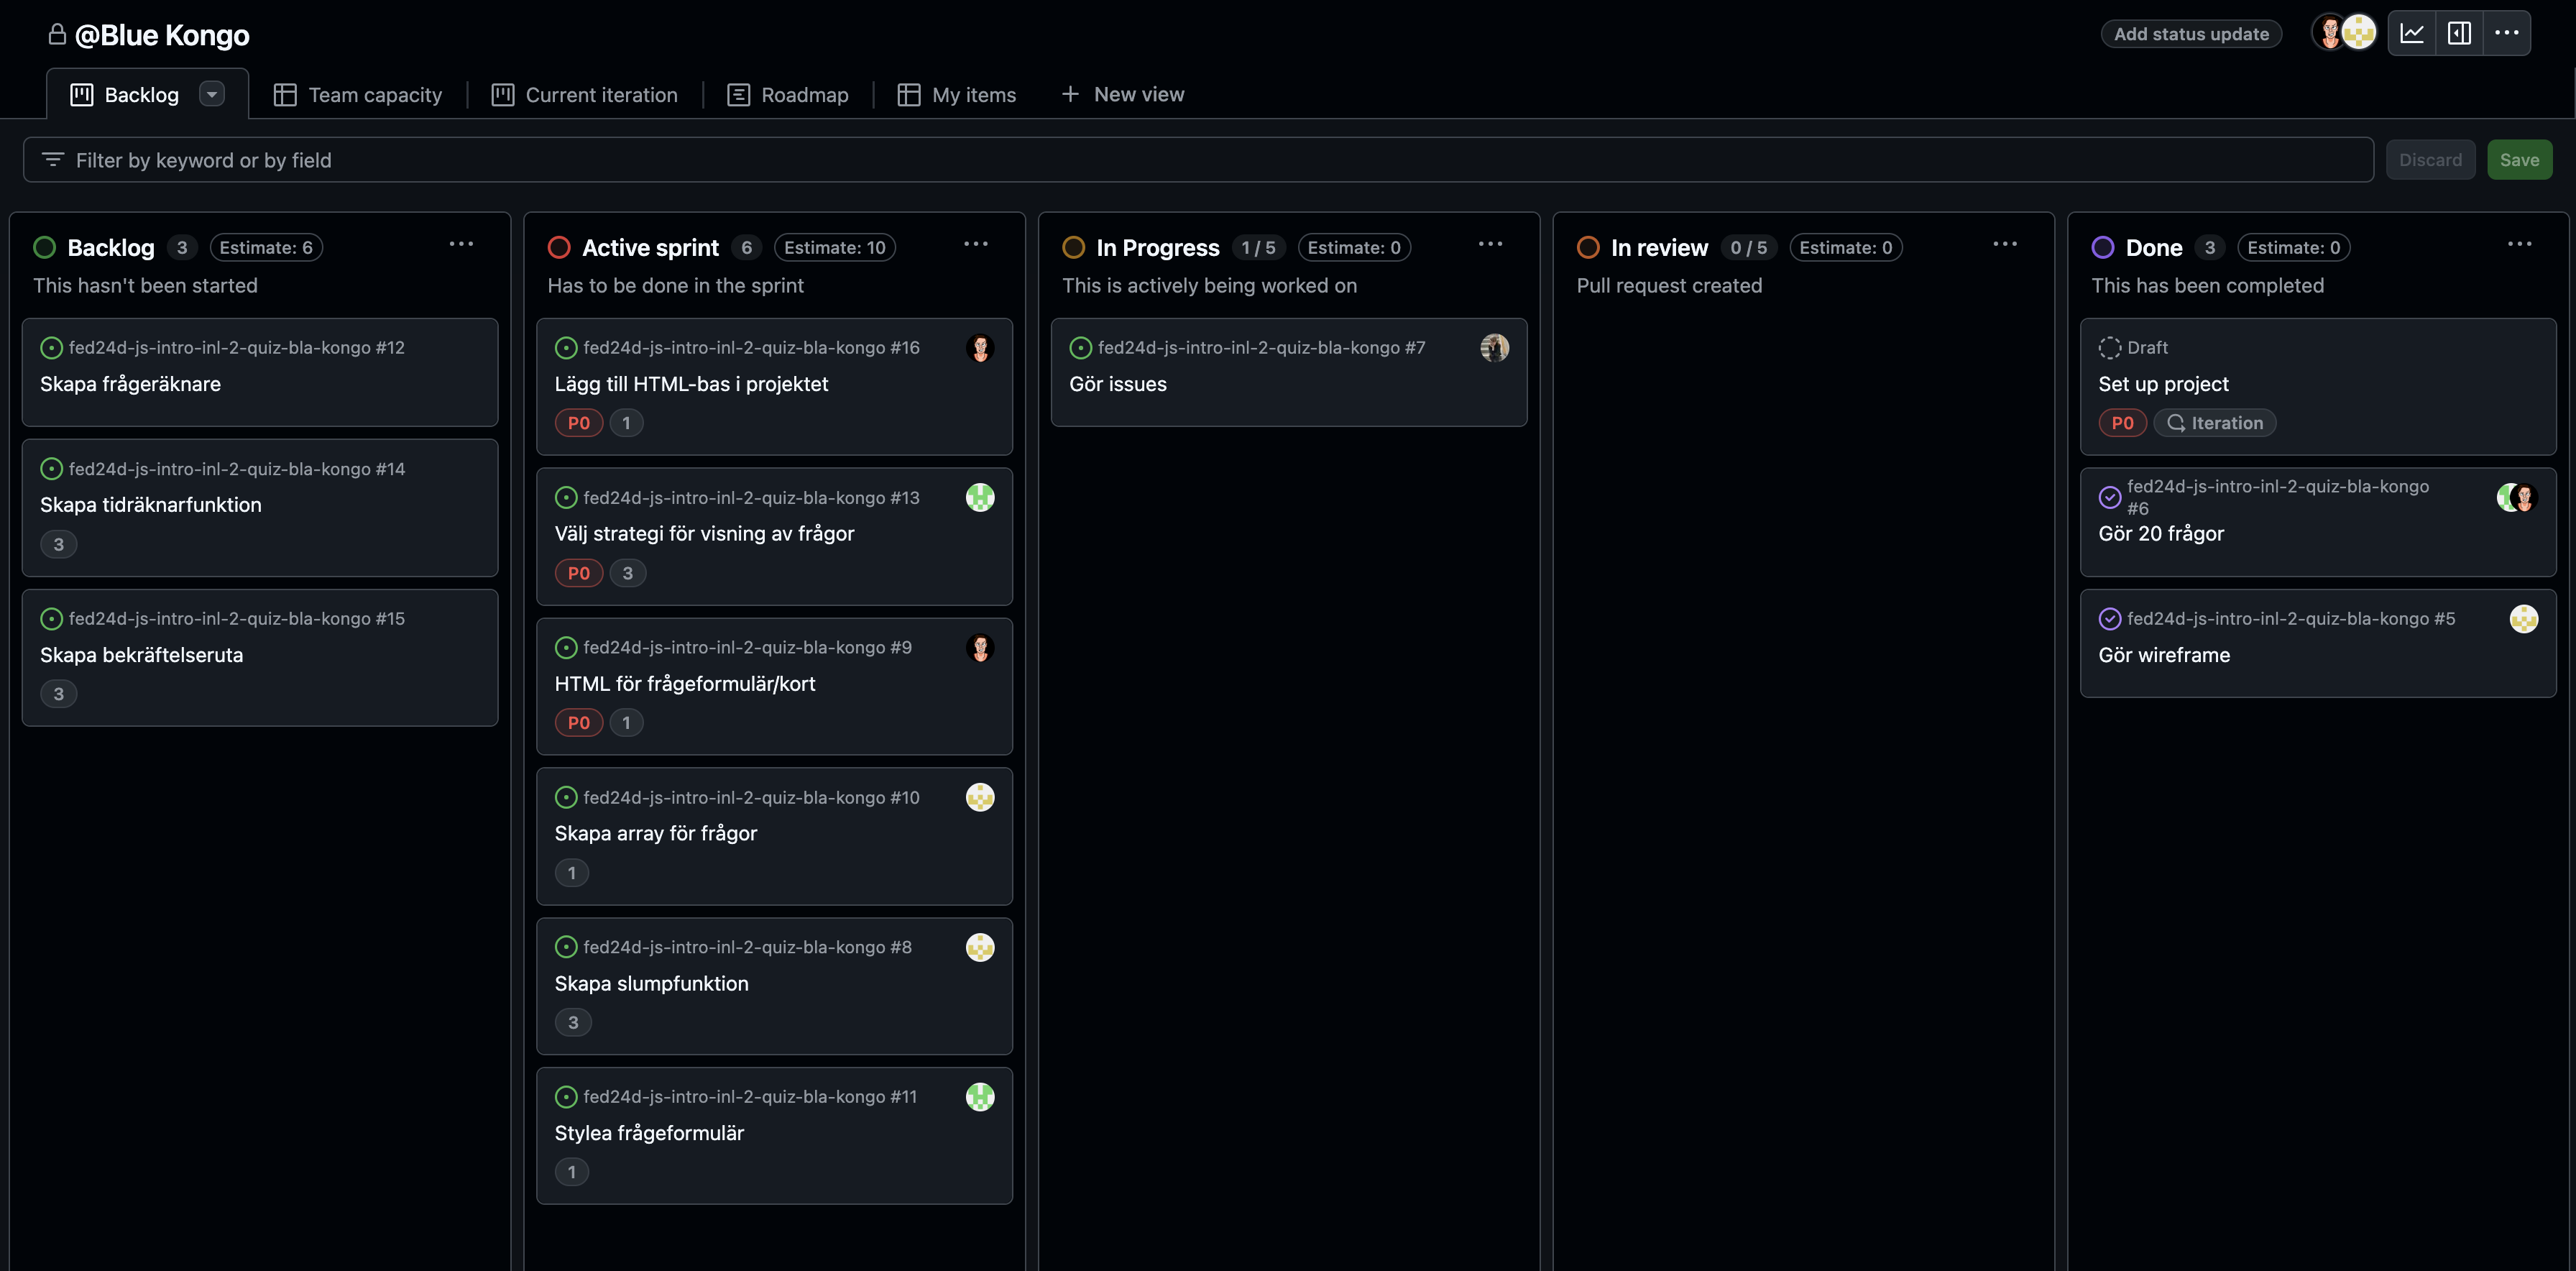 @Blue Kongo
Add status update
Backlog
Team capacity
Current iteration
Roadmap
My items
New view
Filter by keyword or by field
Discard
Save
Backlog 3 Estimate: 6
This hasn't been started
fed24d-js-intro-inl-2-quiz-bla-kongo #12
Skapa frågeräknare
fed24d-js-intro-inl-2-quiz-bla-kongo #14
Skapa tidräknarfunktion
3
fed24d-js-intro-inl-2-quiz-bla-kongo #15
Skapa bekräftelseruta
3
Active sprint 6 Estimate: 10
Has to be done in the sprint
fed24d-js-intro-inl-2-quiz-bla-kongo #16
Lägg till HTML-bas i projektet
P0 1
fed24d-js-intro-inl-2-quiz-bla-kongo #13
Välj strategi för visning av frågor
P0 3
fed24d-js-intro-inl-2-quiz-bla-kongo #9
HTML för frågeformulär/kort
P0 1
fed24d-js-intro-inl-2-quiz-bla-kongo #10
Skapa array för frågor
1
fed24d-js-intro-inl-2-quiz-bla-kongo #8
Skapa slumpfunktion
3
fed24d-js-intro-inl-2-quiz-bla-kongo #11
Stylea frågeformulär
1
In Progress 1 / 5 Estimate: 0
This is actively being worked on
fed24d-js-intro-inl-2-quiz-bla-kongo #7
Gör issues
In review 0 / 5 Estimate: 0
Pull request created
Done 3 Estimate: 0
This has been completed
Draft
Set up project
P0 Iteration
fed24d-js-intro-inl-2-quiz-bla-kongo
#6
Gör 20 frågor
fed24d-js-intro-inl-2-quiz-bla-kongo #5
Gör wireframe